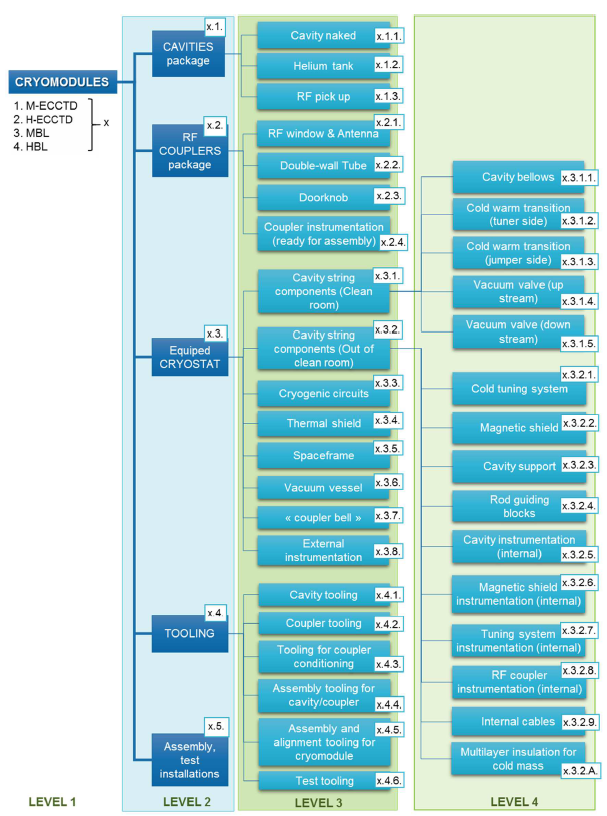 CRYOMODULES
1. M-ECCTD
2. H-ECCTD
3. MBL
4. HBL
x
x.1.
CAVITIES
package
x.2.
RF
COUPLERS
package
x.3.
Equiped
CRYOSTAT
x.4
TOOLING
x.5.
Assembly,
test
installations
Cavity naked
x.1.1.
Helium tank
x.1.2.
RF pick up
x.1.3.
RF window & Antenna
x.2.1.
Double-wall Tube
x.2.2.
Doorknob
x.2.3.
Coupler instrumentation
(ready for assembly)
x.2.4.
Cavity string
components (Clean
room)
x.3.1.
Cavity string
components (Out of
clean room)
x.3.2.
Cryogenic circuits
x.3.3.
Thermal shield
x.3.4.
Spaceframe
x.3.5.
Vacuum vessel
x.3.6.
« coupler bell »
x.3.7.
External
instrumentation
x.3.8.
Cavity tooling
x.4.1.
Coupler tooling
x.4.2.
Tooling for coupler
conditioning
x.4.3.
Assembly tooling for
cavity/coupler
x.4.4.
Assembly and
alignment tooling for
cryomodule
x.4.5.
Test tooling
x.4.6.
Cavity bellows
x.3.1.1.
Cold warm transition
(tuner side)
x.3.1.2.
Cold warm transition
(jumper side)
x.3.1.3.
Vacuum valve (up
stream)
x.3.1.4.
Vacuum valve (down
stream)
x.3.1.5.
Cold tuning system
x.3.2.1.
Magnetic shield
x.3.2.2.
Cavity support
x.3.2.3.
Rod guiding
blocks
x.3.2.4.
Cavity instrumentation
(internal)
x.3.2.5.
Magnetic shield
instrumentation (internal)
x.3.2.6.
Tuning system
instrumentation (internal)
x.3.2.7.
RF coupler
instrumentation (internal)
x.3.2.8.
Internal cables
x.3.2.9.
Multilayer insulation for
cold mass
x.3.2.A.
LEVEL 1
LEVEL 2
LEVEL 3
LEVEL 4